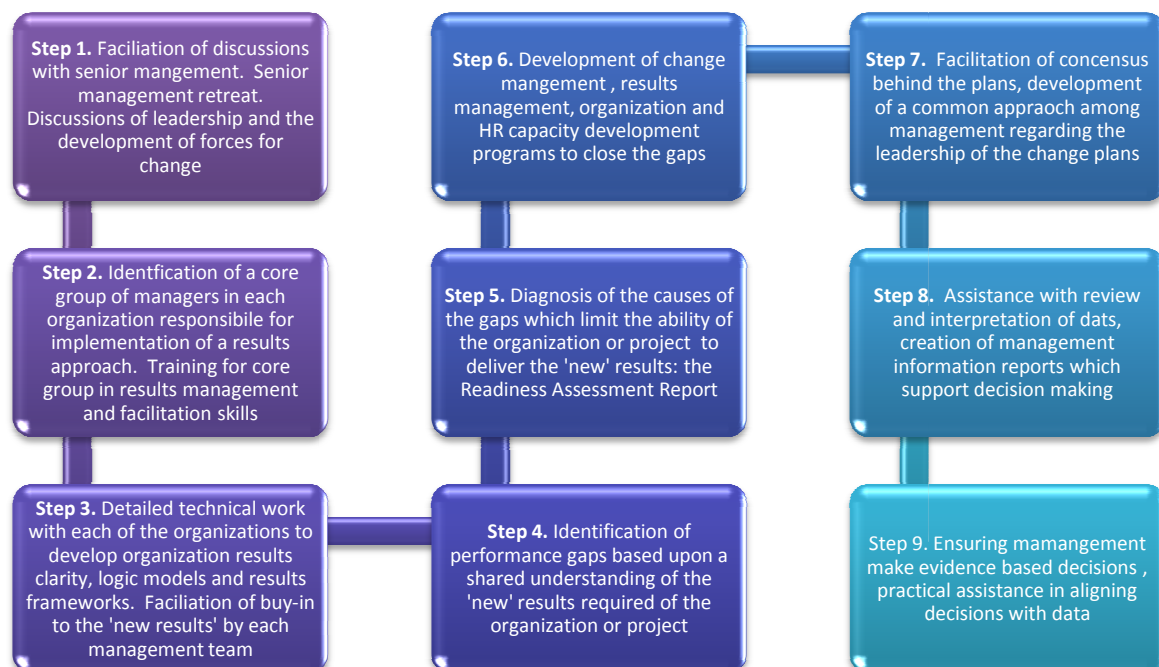 Step 1. Faciliation of discussions
with senior mangement.  Senior
management retreat.
Discussions of leadership and the
development of forces for
change
Step 2. Identfication of a core
group of managers in each
organization responsibile for
implementation of a results
approach.  Training for core
group in results management
and facilitation skills
Step 3. Detailed technical work
with each of the organizations to
develop organization results
clarity, logic models and results
frameworks.  Faciliation of buy-in
to the 'new results' by each
management team
Step 4. Identification of
performance gaps based upon a
shared understanding of the
'new' results required of the
organization or project
Step 5. Diagnosis of the causes of
the gaps which limit the ability of
the organization or project  to
deliver the 'new' results: the
Readiness Assessment Report
Step 6. Development of change
mangement , results
management, organization and
HR capacity development
programs to close the gaps
Step 7.  Facilitation of concensus
behind the plans, development
of a common appraoch among
management regarding the
leadership of the change plans
Step 8.  Assistance with review
and interpretation of dats,
creation of management
information reports which
support decision making
Step 9. Ensuring mamangement
make evidence based decisions ,
practical assistance in aligning
decisions with data